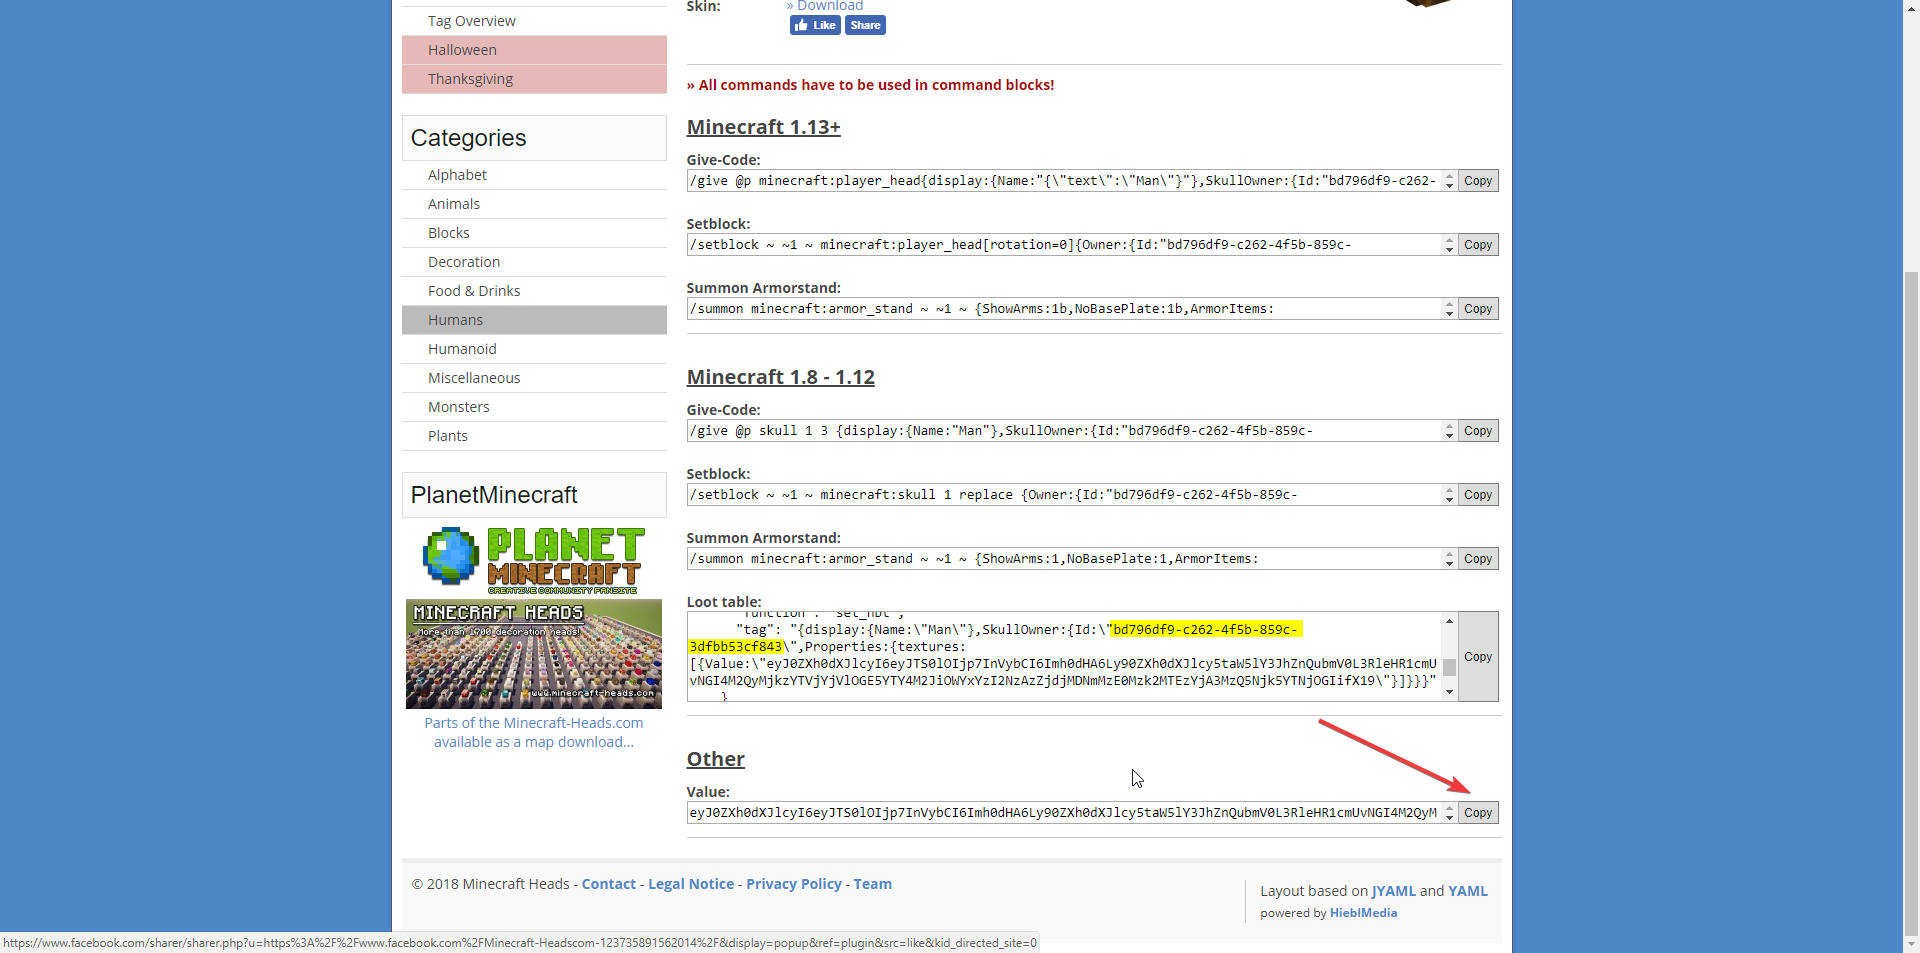 Tag Overview
Halloween
Thanksgiving
Categories
Alphabet
Animals
Blocks
Decoration
Food & Drinks
Humans
Humanoid
Miscellaneous
Monsters
Plants
PlanetMinecraft
PLANET
MINECRAFT
CREATIVE COMMUNITY FANSITE
MINECRAFT HEADS
More than 1700 decoration heads!
www.minecraft-heads.com
Parts of the Minecraft-Heads.com
available as a map download...
Skin:
» Download
Like
Share
» All commands have to be used in command blocks!
Minecraft 1.13+
Give-Code:
/give @p minecraft:player_head{display:{Name:"{\"text\":\"Man\"}"},SkullOwner:{Id:"bd796df9-c262-
Copy
Setblock:
/setblock ~ ~1 ~ minecraft:player_head[rotation=0]{Owner:{Id:"bd796df9-c262-4f5b-859c-
Copy
Summon Armorstand:
/summon minecraft:armor_stand ~ ~1 ~ {ShowArms:1b,NoBasePlate:1b,ArmorItems:
Copy
Minecraft 1.8 - 1.12
Give-Code:
/give @p skull 1 3 {display:{Name:"Man"},SkullOwner:{Id:"bd796df9-c262-4f5b-859c-
Copy
Setblock:
/setblock ~ ~1 ~ minecraft:skull 1 replace {Owner:{Id:"bd796df9-c262-4f5b-859c-
Copy
Summon Armorstand:
/summon minecraft:armor_stand ~ ~1 ~ {ShowArms:1,NoBasePlate:1,ArmorItems:
Copy
Loot table:
"function": "set_nbt",
"tag": "{display:{Name:\"Man\"},SkullOwner:{Id:\"bd796df9-c262-4f5b-859c-
3dfbb53cf843\",Properties:{textures:
[{Value:\"eyJ0ZXh0dXJlcyI6eyJTS0lOIjp7InVybCI6Imh0dHA6Ly90ZXh0dXJlcy5taW5lY3JhZnQubmV0L3RleHR1cmU
vNGI4M2QyMjkzYTVjYjVlOGE5YTY4M2JiOWYxYzI2NzAzZjdjMDNmMzE0Mzk2MTEzYjA3MzQ5Njk5YTNjOGIifX19\"}]}}}"
}
Copy
Other
Value:
eyJ0ZXh0dXJlcyI6eyJTS0lOIjp7InVybCI6Imh0dHA6Ly90ZXh0dXJlcy5taW5lY3JhZnQubmV0L3RleHR1cmUvNGI4M2QyM
Copy
© 2018 Minecraft Heads - Contact - Legal Notice - Privacy Policy - Team
Layout based on JYAML and YAML
powered by HieblMedia
https://www.facebook.com/sharer/sharer.php?u=https%3A%2F%2Fwww.facebook.com%2FMinecraft-Headscom-123735891562014%2F&display=popup&ref=plugin&src=like&kid_directed_site=0